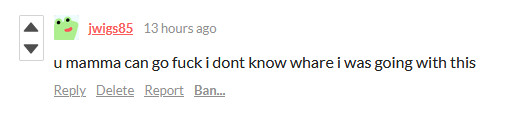 jwigs85 13 hours ago
u mamma can go fuck i dont know whare i was going with this
Reply Delete Report Ban...